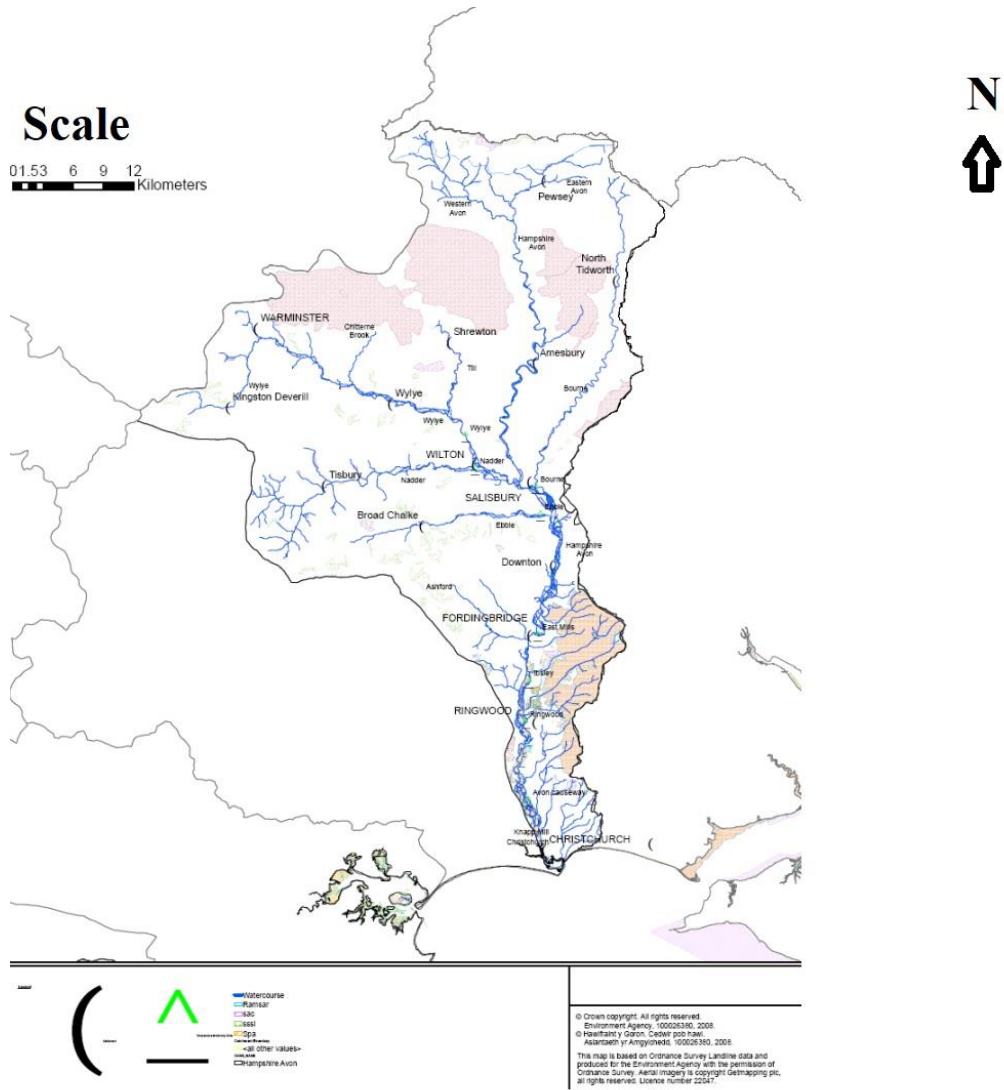 Scale
N
01.53 6 9 12
Kilometers
Eastern
Avon
Pewsey
Western
Avon
Hampshire
Avon
North
Tidworth
WARMINSTER
Chitterne
Brook
Shrewton
Amesbury
Till
Wylye
Kingston Deverill
Bourne
Wylye
Wylye
Wylye
WILTON
Nadder
Tisbury
Nadder
Bourne
SALISBURY
Ebble
Broad Chalke
Ebble
Hampshire
Avon
Downton
Ashford
FORDINGBRIDGE
East Mills
Ibsley
RINGWOOD
Ringwood
Avon causeway
Knapp Mill
Christchurch
CHRISTCHURCH
Watercourse
Ramsar
sac
sssi
Spa
<all other values>
Hampshire Avon
© Crown copyright. All rights reserved.
Environment Agency, 100026380, 2008.
© Hawlfraint y Goron. Cedwir pob hawl.
Asiantaeth yr Amgylchedd, 100026380, 2008.
This map is based on Ordnance Survey Landline data and
produced for the Environment Agency with the permission of
Ordnance Survey. Aerial imagery is copyright Getmapping plc,
all rights reserved. Licence number 22047.